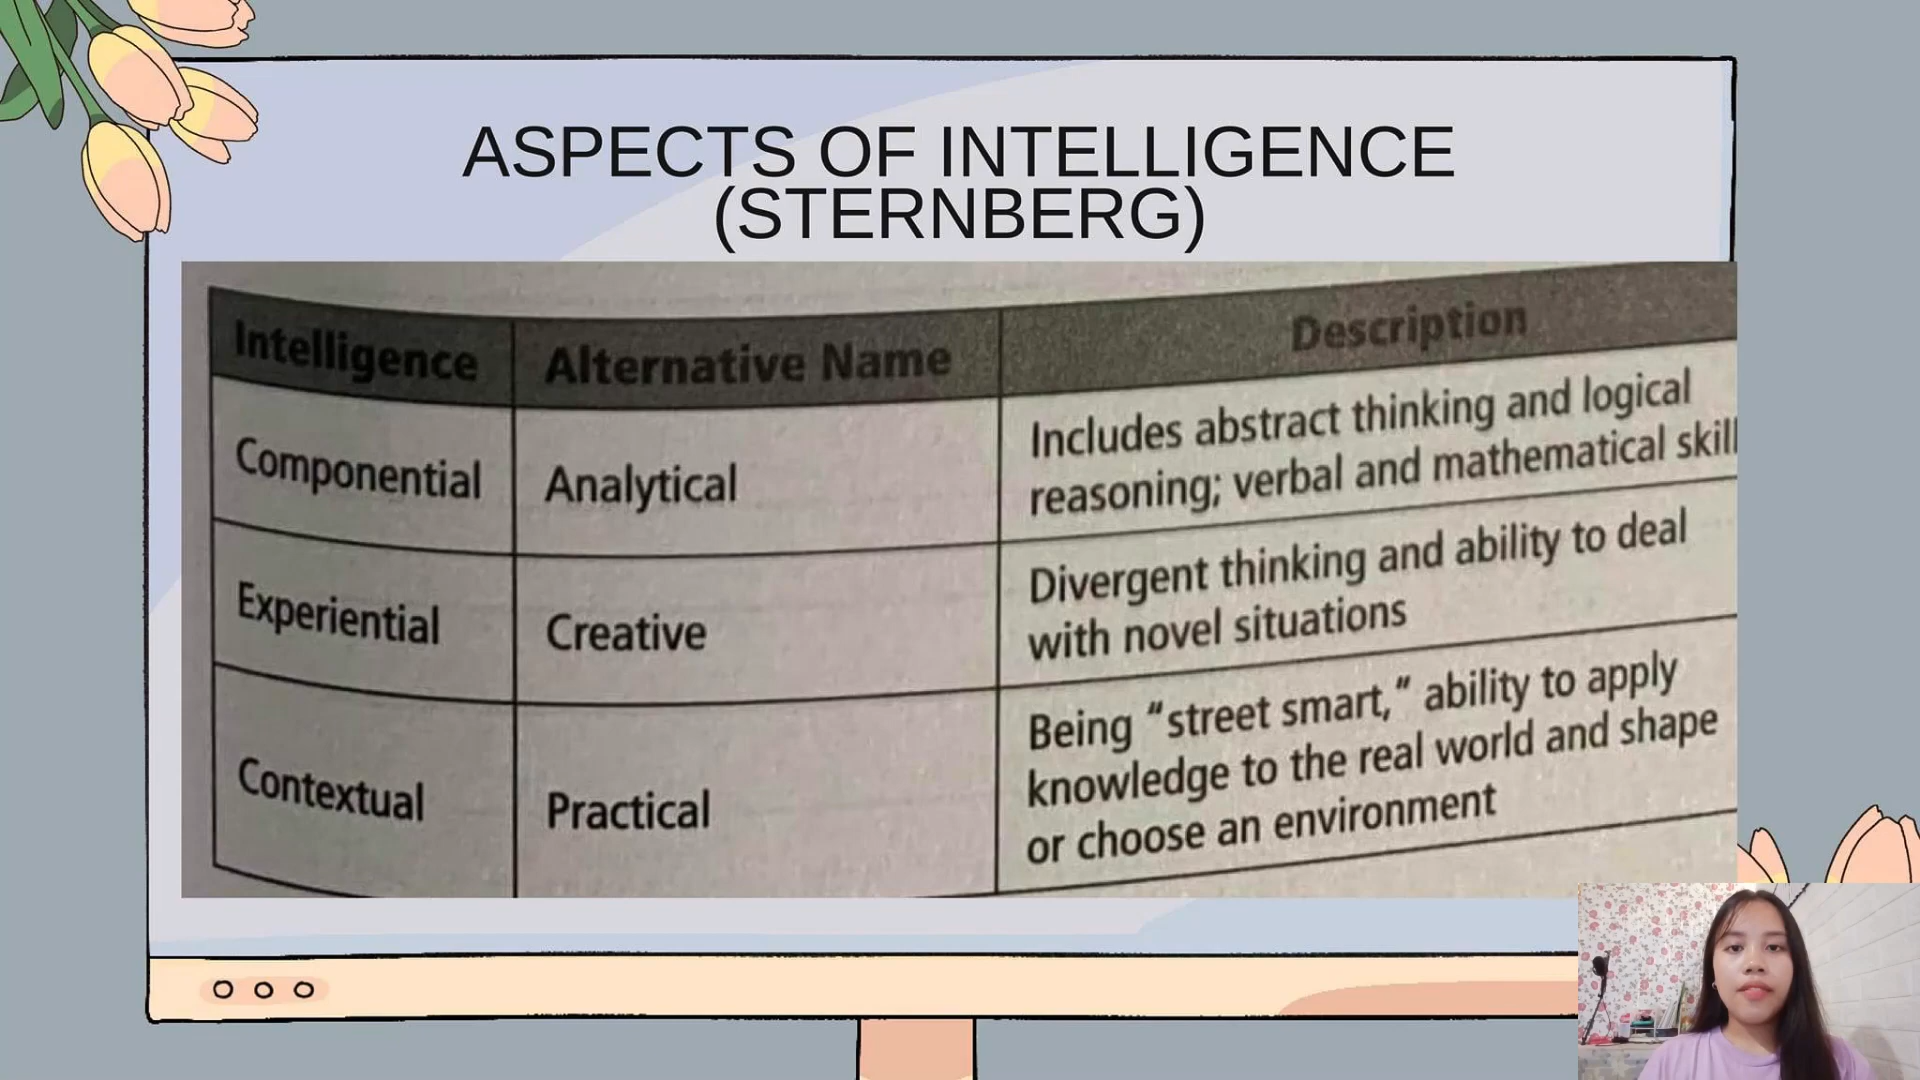 ASPECTS OF INTELLIGENCE
(STERNBERG)
Intelligence
Alternative Name
Description
Componential
Analytical
Includes abstract thinking and logical
reasoning; verbal and mathematical skill
Experiential
Creative
Divergent thinking and ability to deal
with novel situations
Contextual
Practical
Being “street smart,” ability to apply
knowledge to the real world and shape
or choose an environment